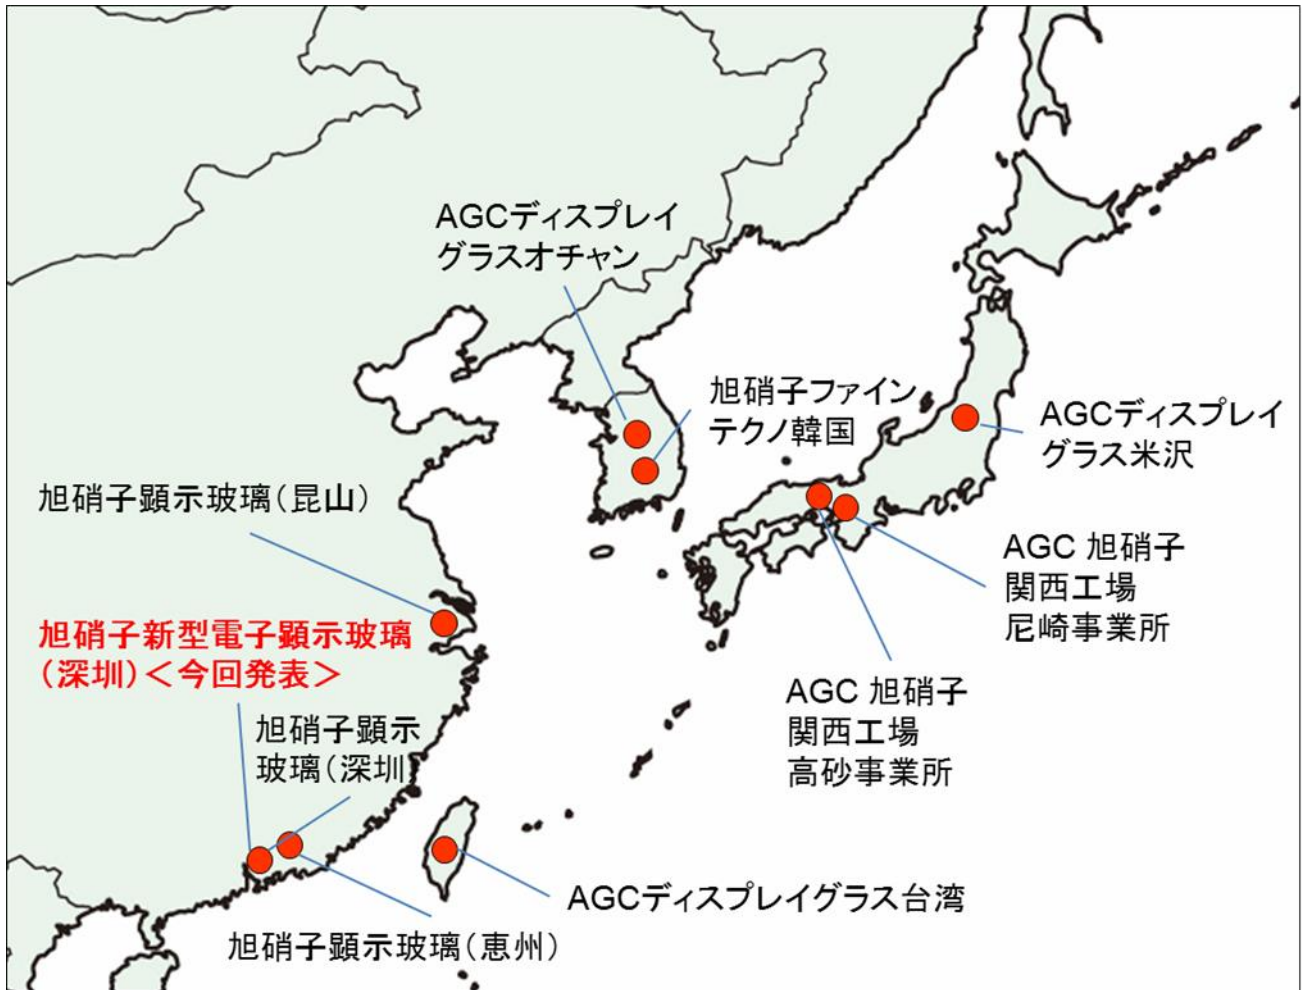 AGCディスプレイ
グラスオチャン
旭硝子ファイン
テクノ韓国
AGCディスプレイ
グラス米沢
旭硝子顕示玻璃(昆山)
AGC 旭硝子
関西工場
尼崎事業所
旭硝子新型電子顕示玻璃
(深圳)<今回発表>
AGC 旭硝子
関西工場
高砂事業所
旭硝子顕示
玻璃(深圳)
AGCディスプレイグラス台湾
旭硝子顕示玻璃(恵州)